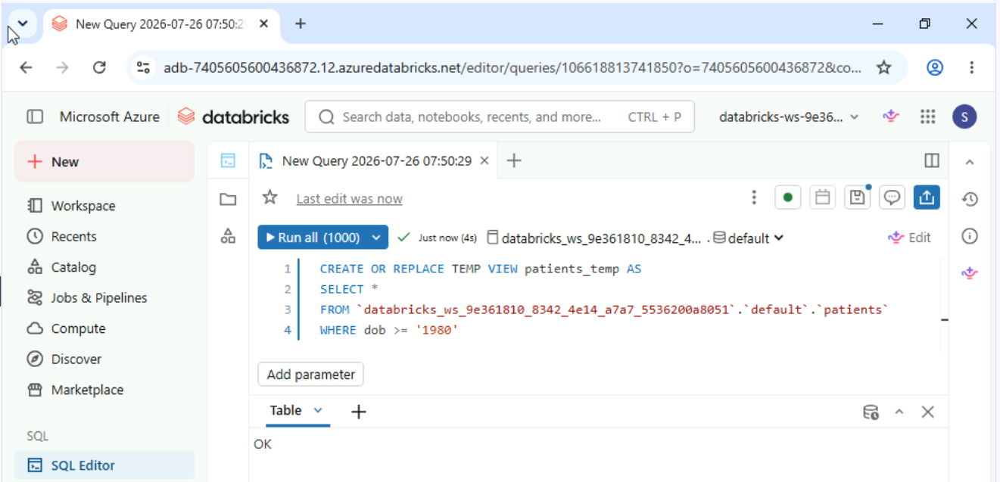 New Query 2026-07-26 07:50:2
adb-7405605600436872.12.azuredatabricks.net/editor/queries/106618813741850?o=7405605600436872&co...
Microsoft Azure databricks Search data, notebooks, recents, and more... CTRL + P databricks-ws-9e36... S
New
New Query 2026-07-26 07:50:29
Workspace
Last edit was now
Recents
Run all (1000) Just now (4s) databricks_ws_9e361810_8342_4... . default Edit
Catalog
Jobs & Pipelines
Compute
Discover
Marketplace
1 CREATE OR REPLACE TEMP VIEW patients_temp AS
2 SELECT *
3 FROM `databricks_ws_9e361810_8342_4e14_a7a7_5536200a8051`.`default`.`patients`
4 WHERE dob >= '1980'
Add parameter
Table
OK
SQL
SQL Editor